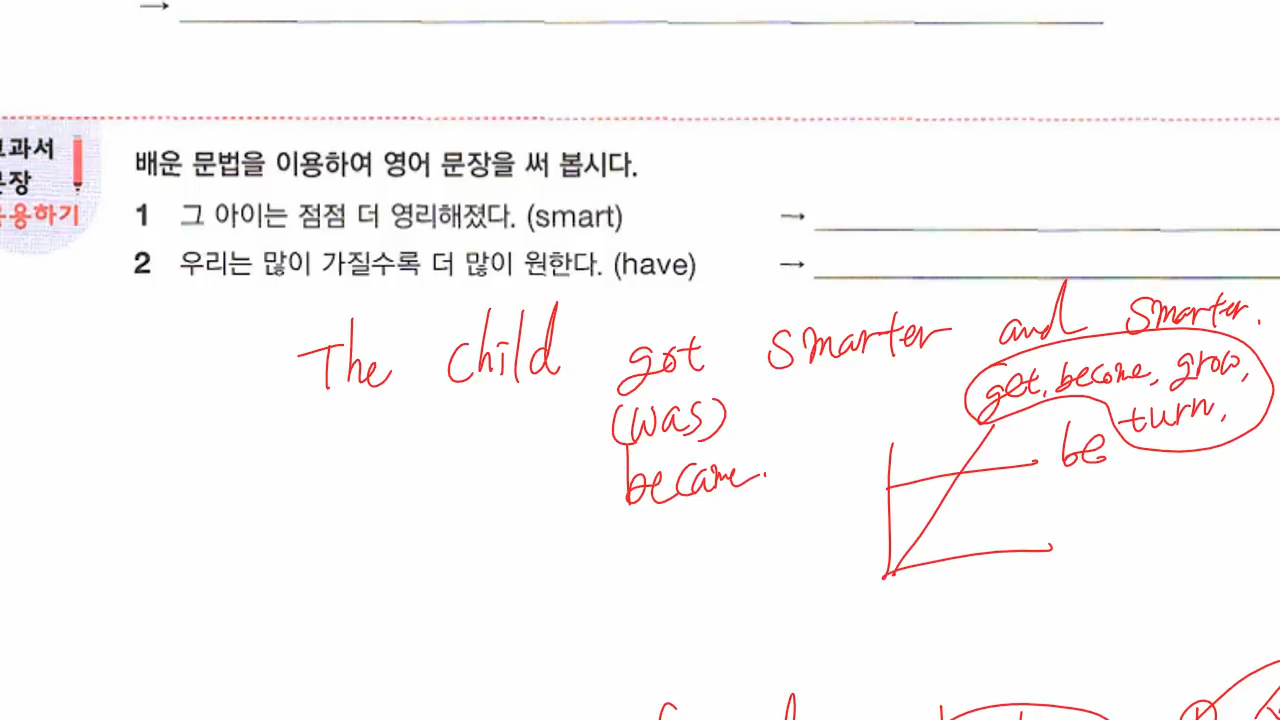 →
배운 문법을 이용하여 영어 문장을 써 봅시다.
1 그 아이는 점점 더 영리해졌다. (smart) →
2 우리는 많이 가질수록 더 많이 원한다. (have) →
The child got smarter and smarter.
(was)
became.
get, become, grow,
turn,
be